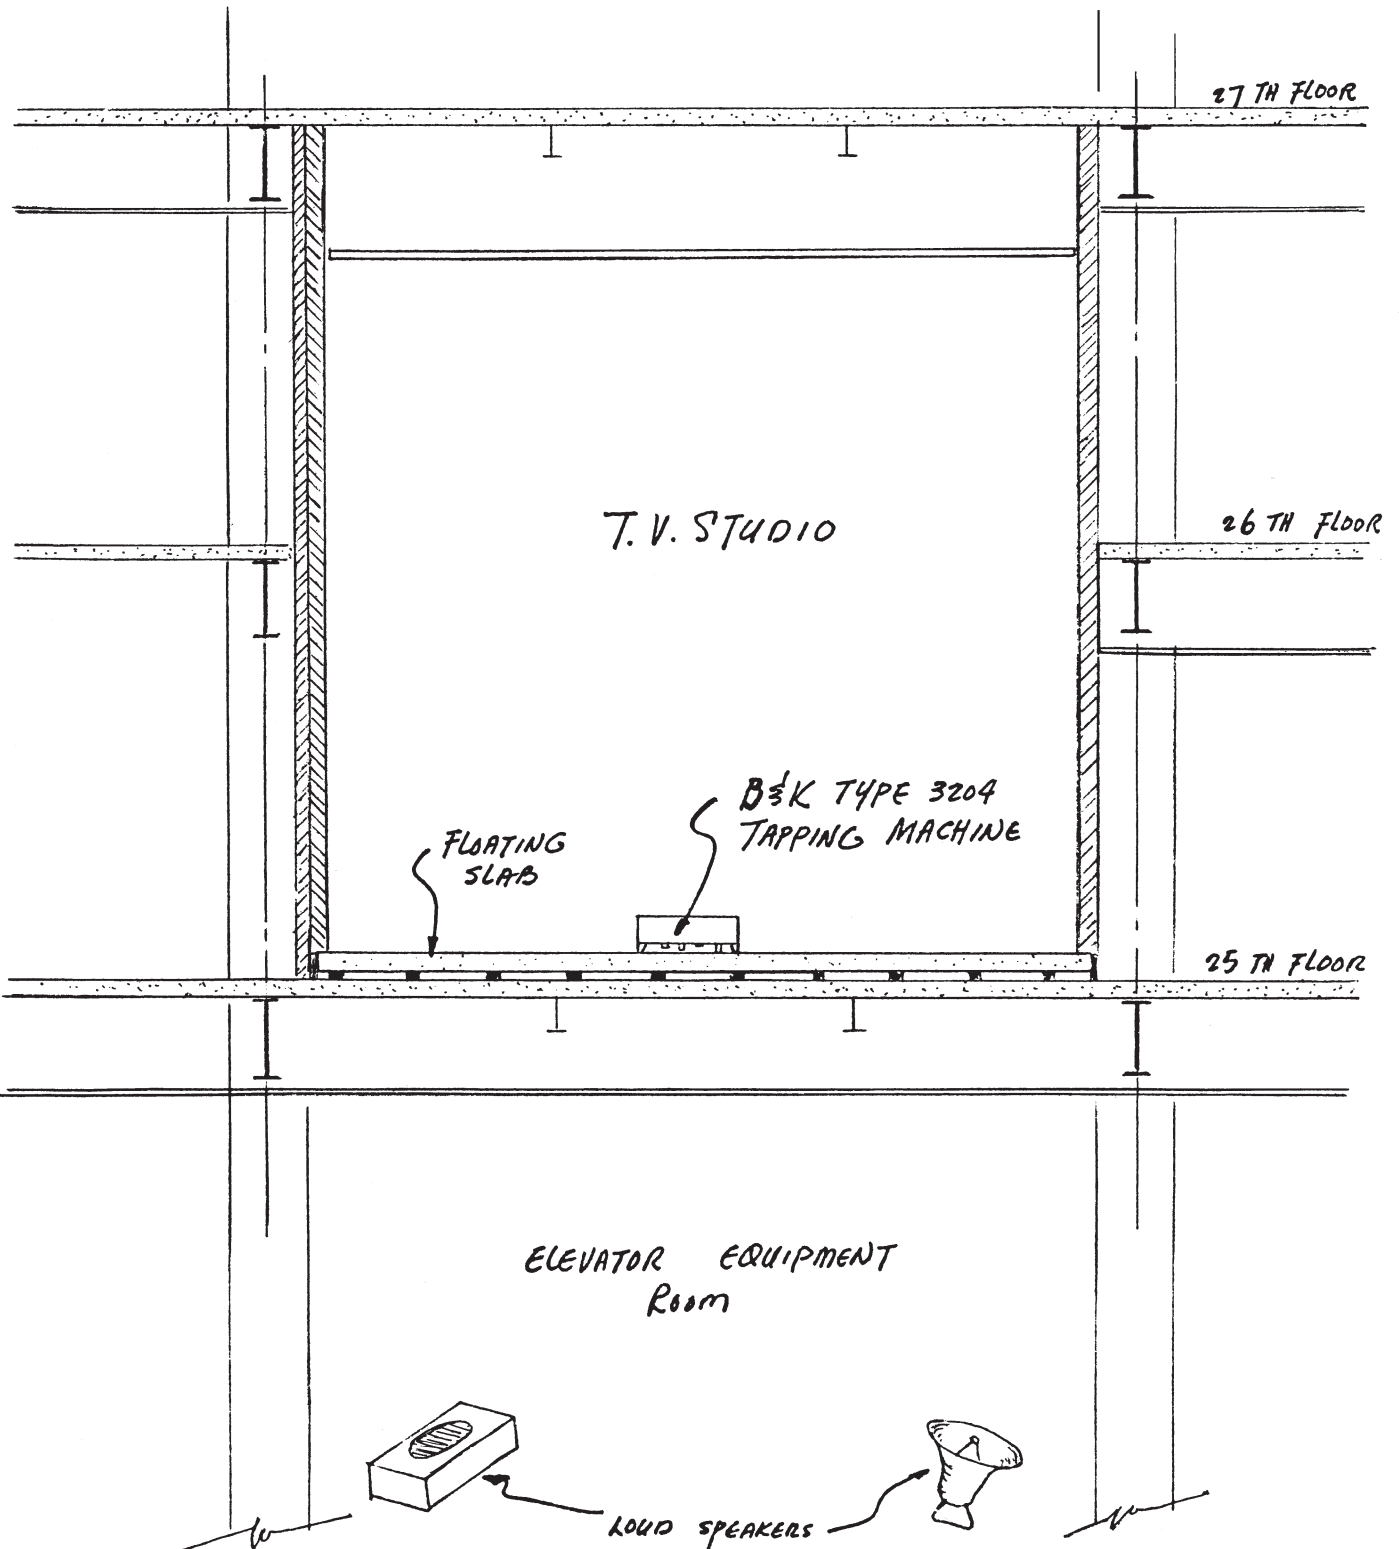 27 TH FLOOR
T. V. STUDIO
26 TH FLOOR
B&K TYPE 3204
TAPPING MACHINE
FLOATING
SLAB
25 TH FLOOR
ELEVATOR EQUIPMENT
ROOM
LOUD SPEAKERS